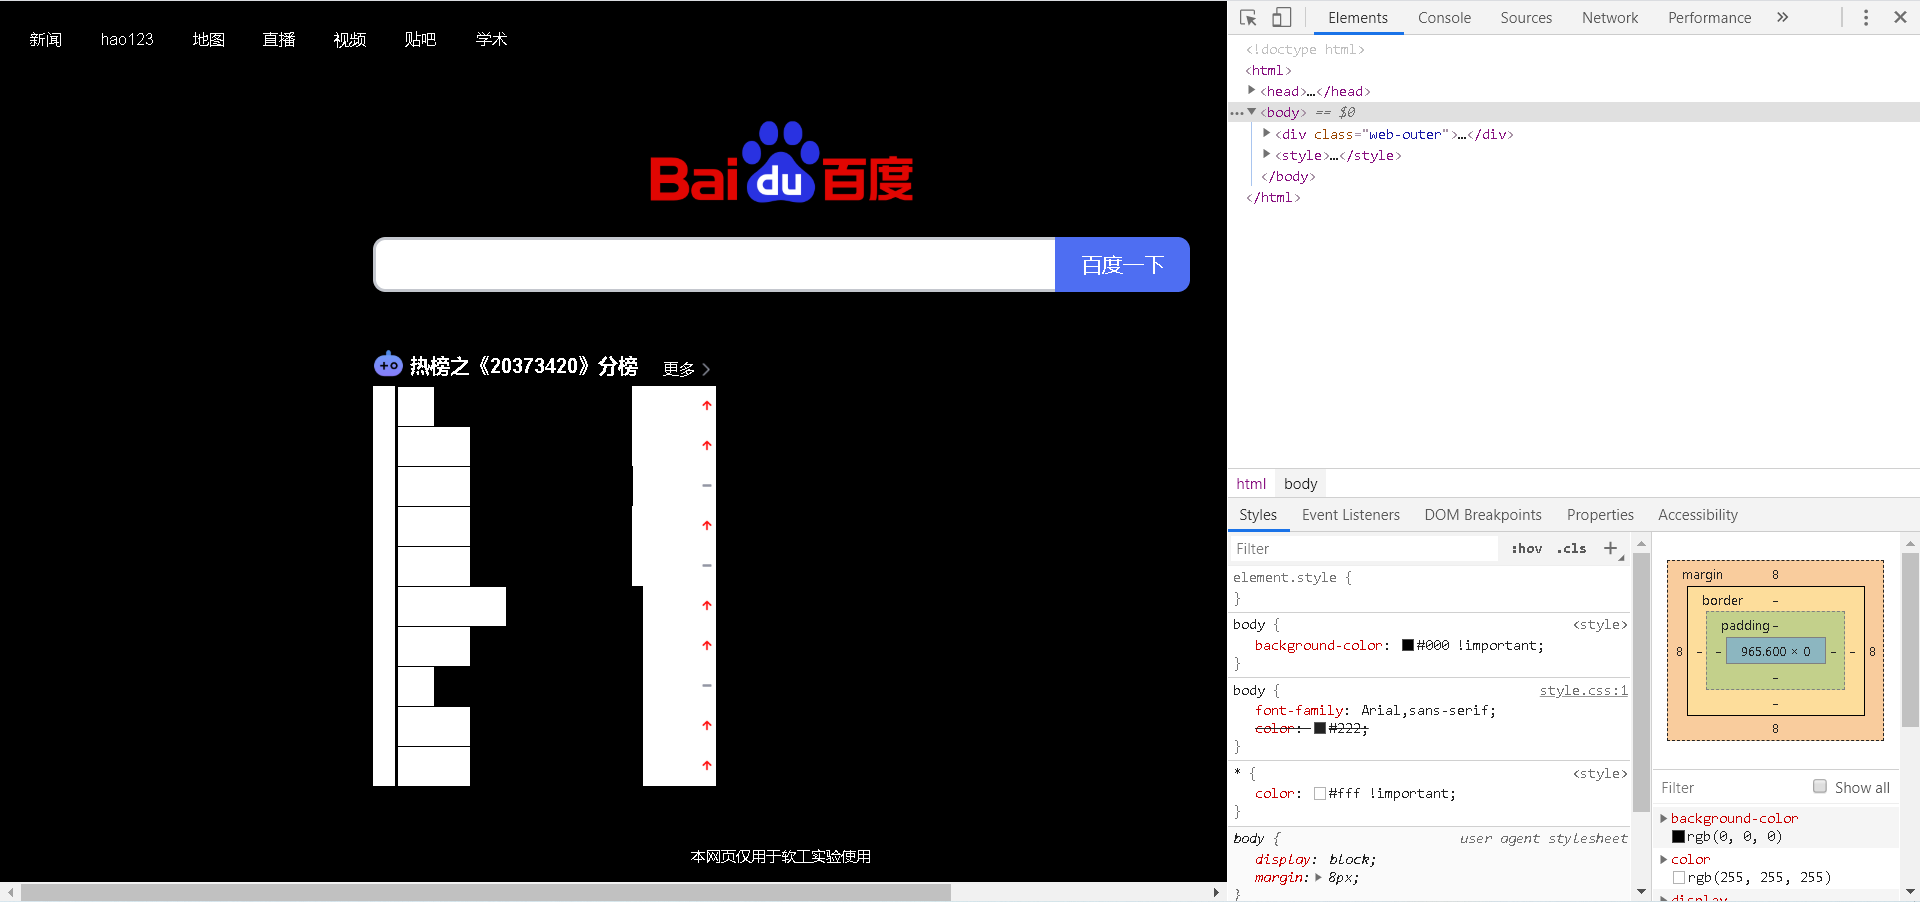 新闻 hao123 地图 直播 视频 贴吧 学术
Bai du 百度
百度一下
热榜之《20373420》分榜 更多
本网页仅用于软工实验使用
Elements Console Sources Network Performance
<!doctype html>
<html>
<head>…</head>
<body> == $0
<div class="web-outer">…</div>
<style>…</style>
</body>
</html>
html body
Styles Event Listeners DOM Breakpoints Properties Accessibility
Filter :hov .cls +
element.style {
}
body { <style>
background-color: #000 !important;
}
body { style.css:1
font-family: Arial,sans-serif;
color: #222;
}
* { <style>
color: #fff !important;
}
body { user agent stylesheet
display: block;
margin: 8px;
}
margin 8
border –
padding –
8 – – 965.600 × 0 – – 8
–
–
8
Filter Show all
background-color
rgb(0, 0, 0)
color
rgb(255, 255, 255)
display